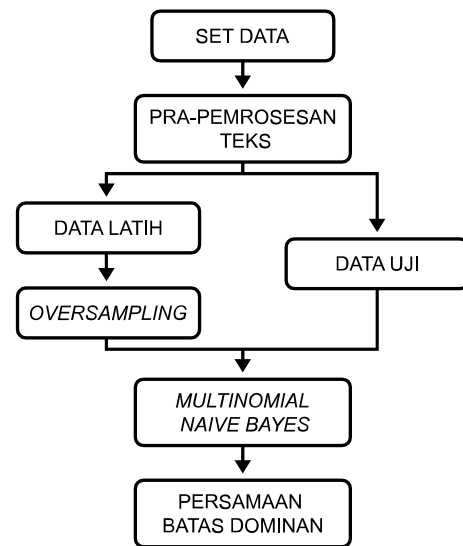 SET DATA
PRA-PEMROSESAN
TEKS
DATA LATIH
DATA UJI
OVERSAMPLING
MULTINOMIAL
NAIVE BAYES
PERSAMAAN
BATAS DOMINAN